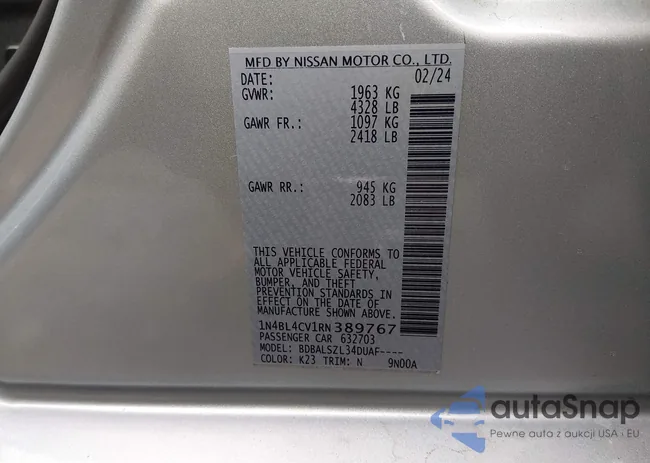 MFD BY NISSAN MOTOR CO., LTD.
DATE: 02/24
GVWR: 1963 KG
4328 LB
GAWR FR.: 1097 KG
2418 LB
GAWR RR.: 945 KG
2083 LB
THIS VEHICLE CONFORMS TO
ALL APPLICABLE FEDERAL
MOTOR VEHICLE SAFETY,
BUMPER, AND THEFT
PREVENTION STANDARDS IN
EFFECT ON THE DATE OF
MANUFACTURE SHOWN ABOVE.
1N4BL4CV1RN389767
PASSENGER CAR 632703
MODEL: BDBALSZL34DUAF----
COLOR: K23 TRIM: N 9N00A
autaSnap
Pewne auta z aukcji USA i EU